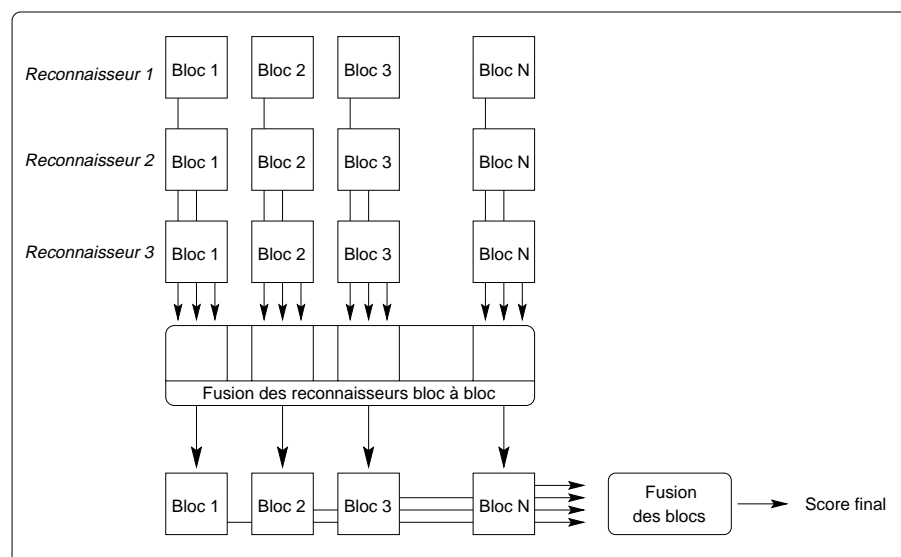 Reconnaisseur 1 Bloc 1 Bloc 2 Bloc 3 Bloc N
Reconnaisseur 2 Bloc 1 Bloc 2 Bloc 3 Bloc N
Reconnaisseur 3 Bloc 1 Bloc 2 Bloc 3 Bloc N
Fusion des reconnaisseurs bloc à bloc
Bloc 1 Bloc 2 Bloc 3 Bloc N
Fusion
des blocs
Score final